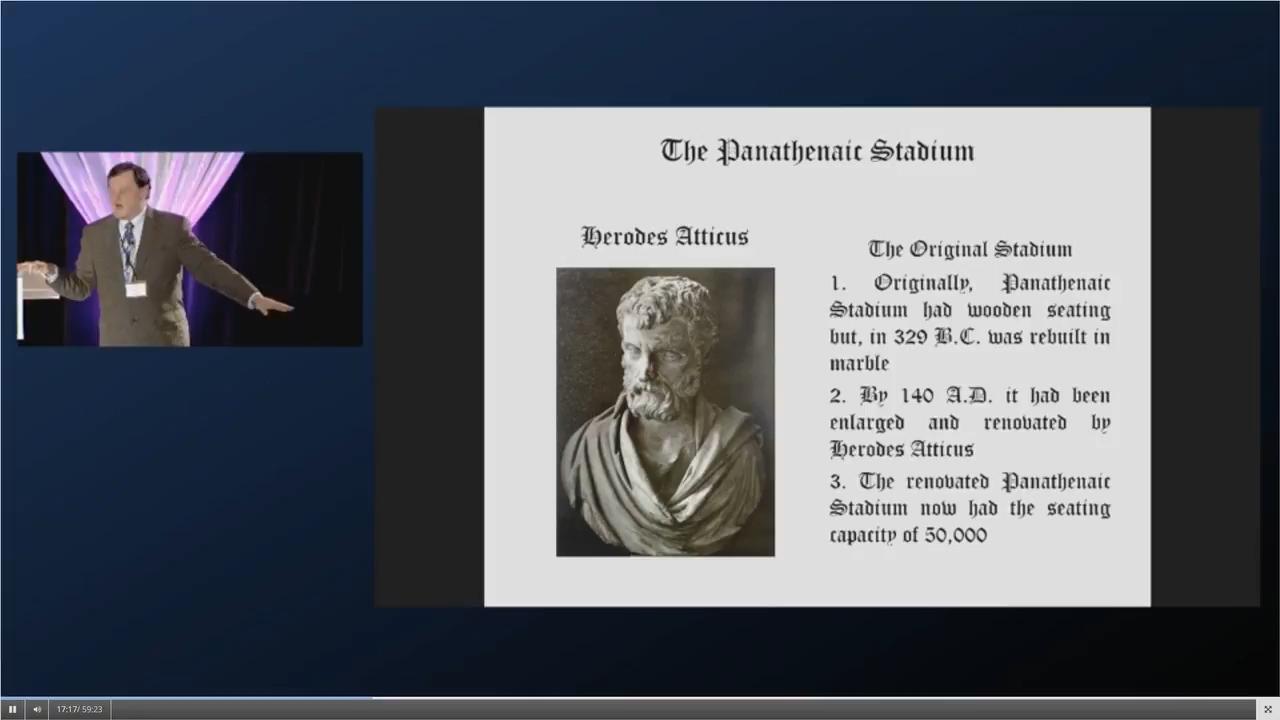 The Panathenaic Stadium
Herodes Atticus
The Original Stadium
1. Originally, Panathenaic
Stadium had wooden seating
but, in 329 B.C. was rebuilt in
marble
2. By 140 A.D. it had been
enlarged and renovated by
Herodes Atticus
3. The renovated Panathenaic
Stadium now had the seating
capacity of 50,000
17:17/ 59:23